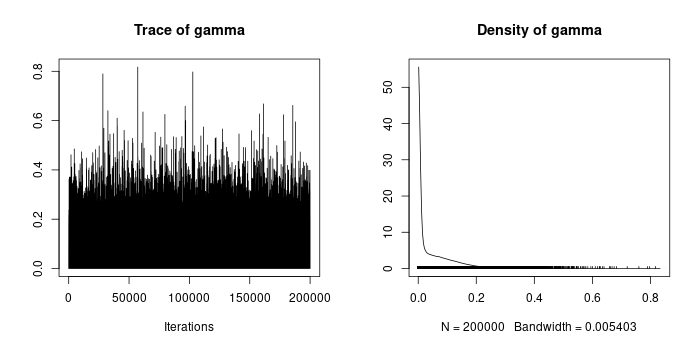 Trace of gamma
0.0 0.2 0.4 0.6 0.8
0 50000 100000 150000 200000
Iterations
Density of gamma
0 10 20 30 40 50
0.0 0.2 0.4 0.6 0.8
N = 200000 Bandwidth = 0.005403